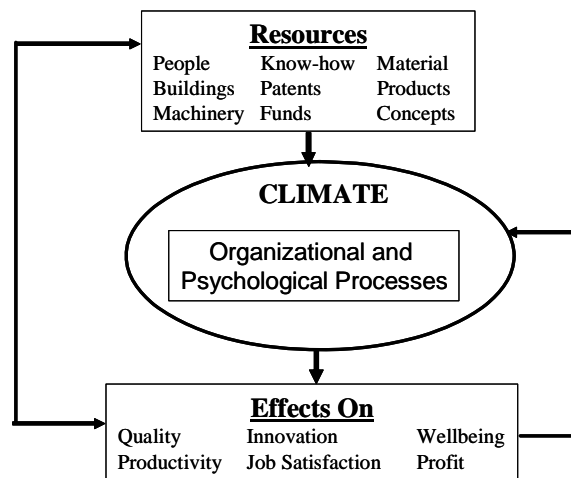 Resources
People Know-how Material
Buildings Patents Products
Machinery Funds Concepts
CLIMATE
Organizational and
Psychological Processes
Effects On
Quality Innovation Wellbeing
Productivity Job Satisfaction Profit